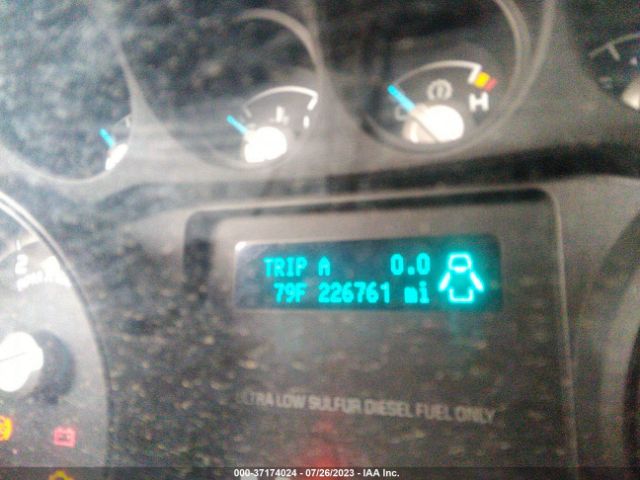 H
TRIP A 0.0
79F 226761 mi
2
ULTRA LOW SULFUR DIESEL FUEL ONLY
000-37174024 - 07/26/2023 - IAA Inc.